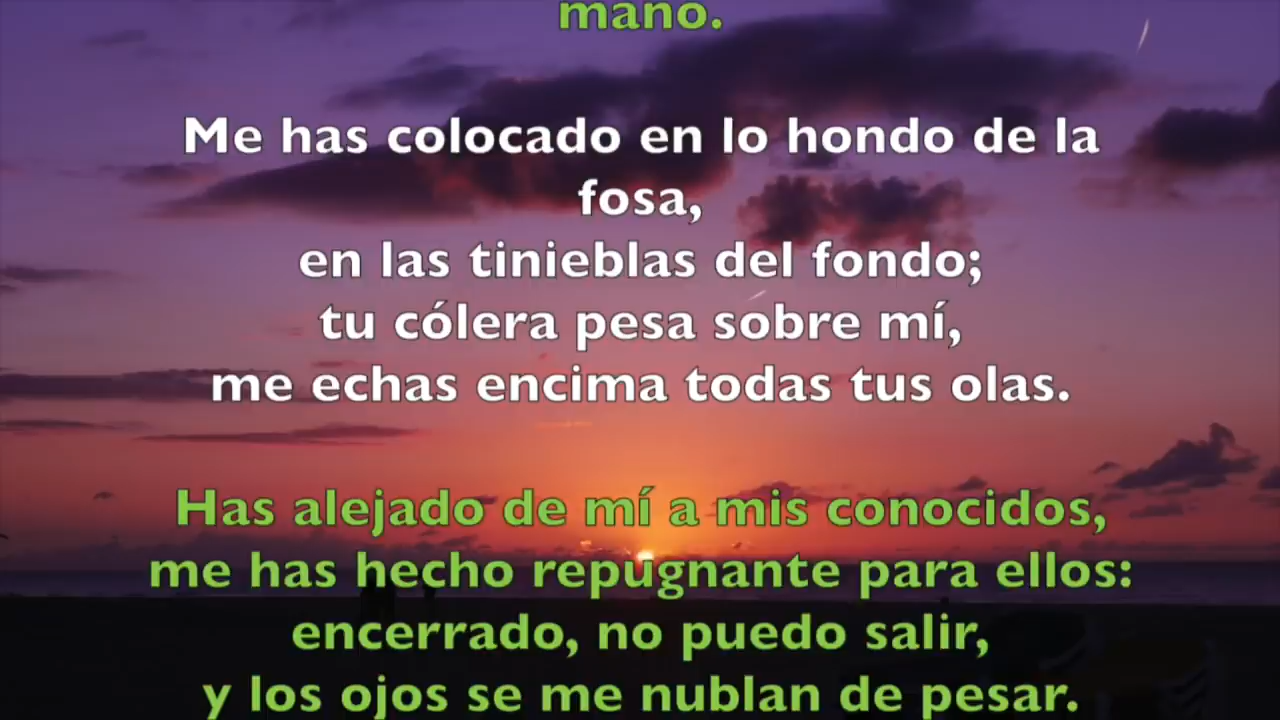 mano.
Me has colocado en lo hondo de la
fosa,
en las tinieblas del fondo;
tu cólera pesa sobre mí,
me echas encima todas tus olas.
Has alejado de mí a mis conocidos,
me has hecho repugnante para ellos:
encerrado, no puedo salir,
y los ojos se me nublan de pesar.